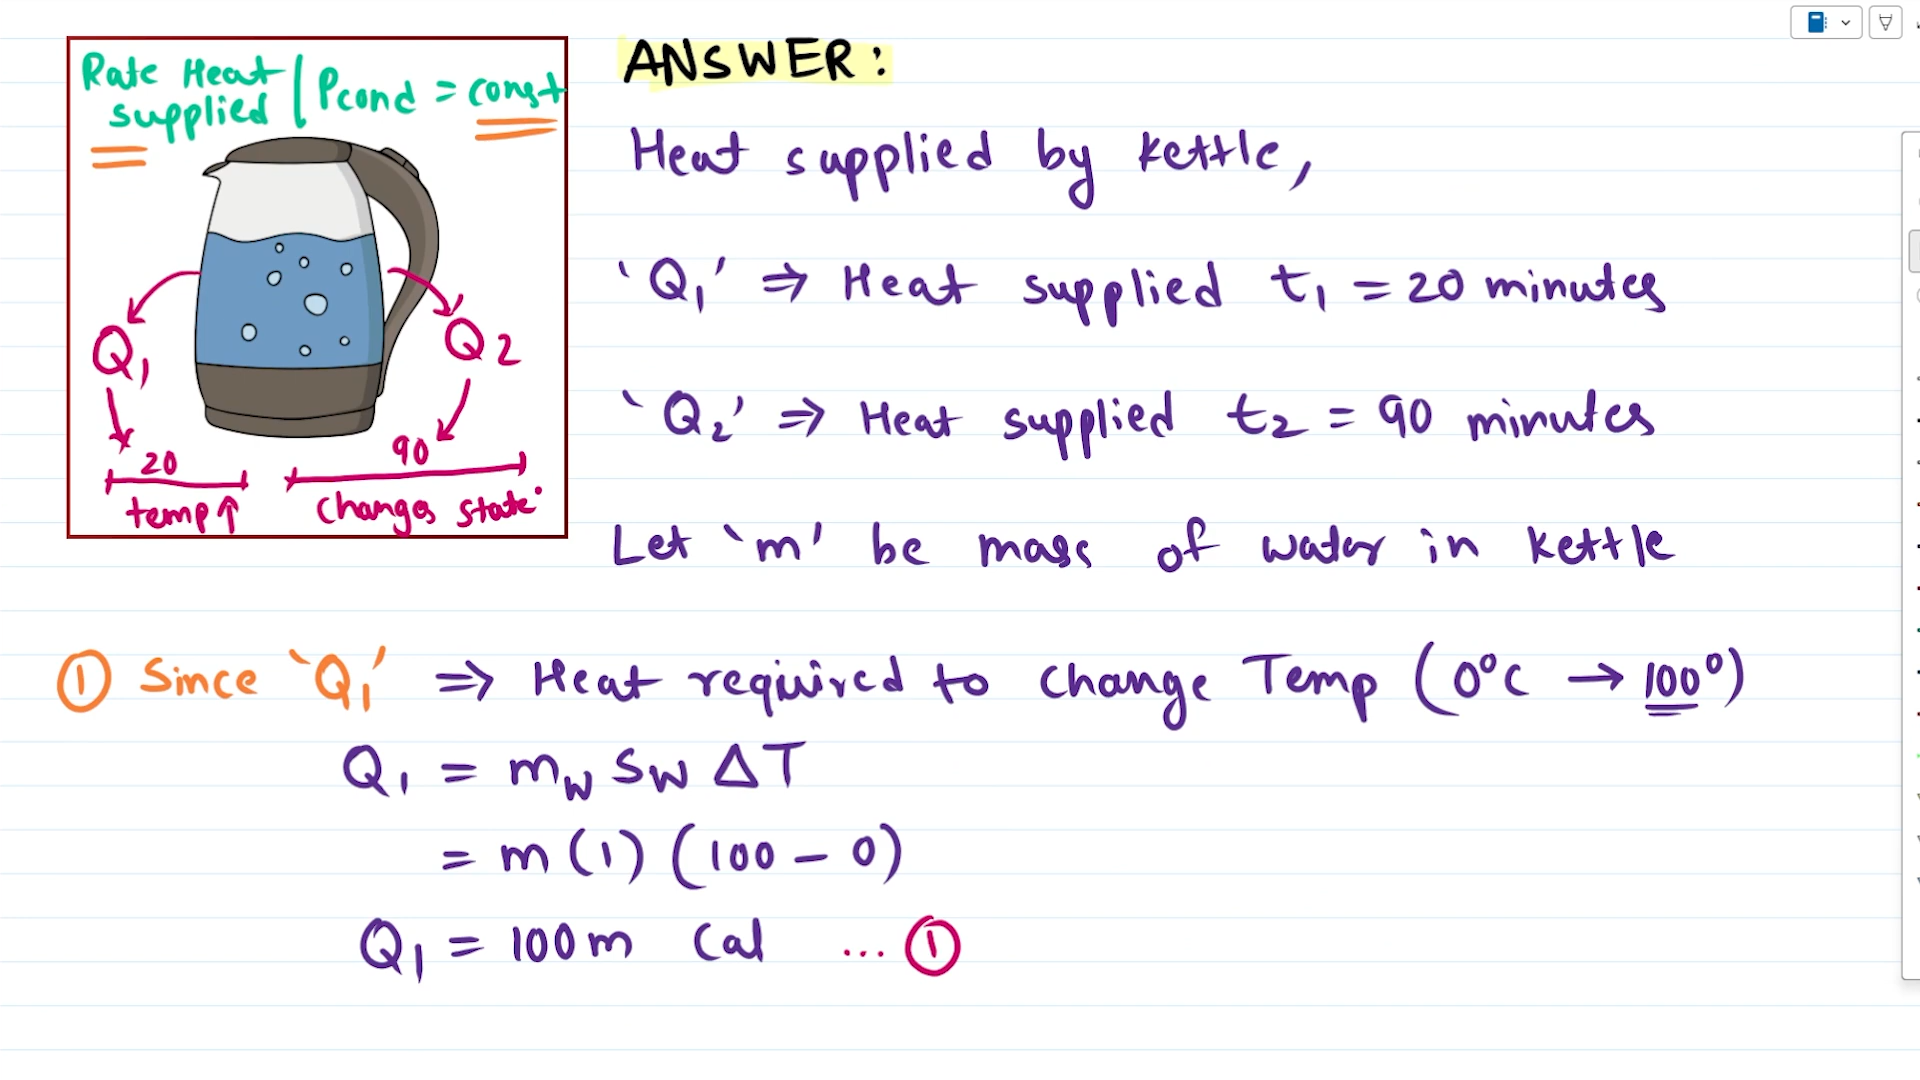 Rate Heat supplied | Pcond = const
Q1
Q2
20
temp ↑
90
Changes state
ANSWER:
Heat supplied by kettle,
'Q1' ⇒ Heat supplied t1 = 20 minutes
'Q2' ⇒ Heat supplied t2 = 90 minutes
Let 'm' be mass of water in kettle
① Since 'Q1' ⇒ Heat required to change Temp (0°C → 100°)
Q1 = mw sw ΔT
= m(1) (100 - 0)
Q1 = 100m Cal ... ①